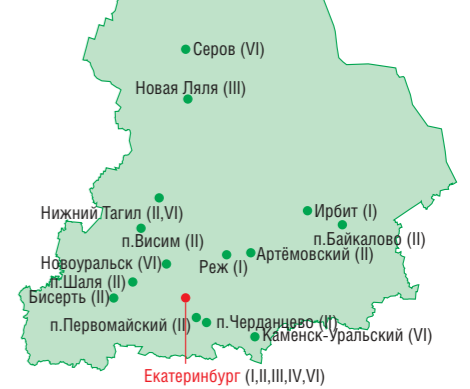 Серов (VI)
Новая Ляля (III)
Нижний Тагил (II,VI)
Ирбит (I)
п.Висим (II)
п.Байкалово (II)
Артёмовский (II)
Новоуральск (VI)
Реж (I)
п.Шаля (II)
Бисерть (II)
п.Первомайский (II)
п.Черданцево (II)
Каменск-Уральский (VI)
Екатеринбург (I,II,III,IV,VI)